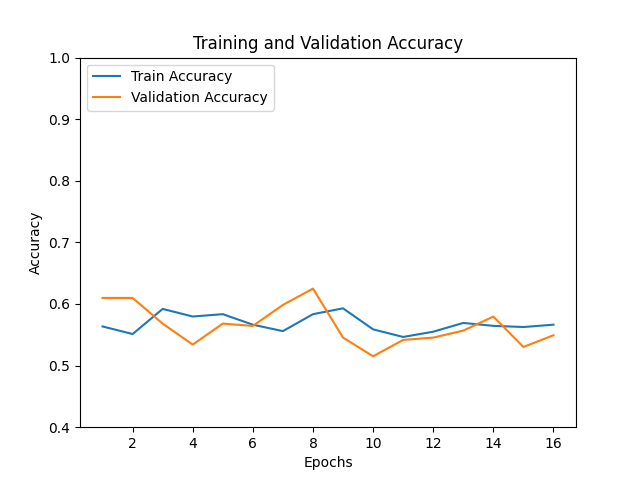 Training and Validation Accuracy
Train Accuracy
Validation Accuracy
1.0
0.9
0.8
0.7
0.6
0.5
0.4
Accuracy
2 4 6 8 10 12 14 16
Epochs